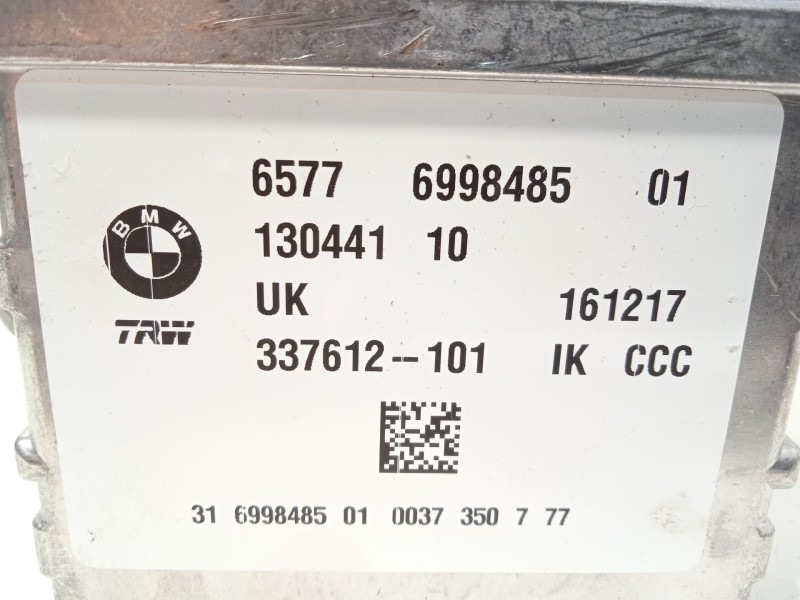 6577 6998485 01
BMW
130441 10
UK 161217
TRW
337612--101 IK CCC
31 6998485 01 0037 350 7 77